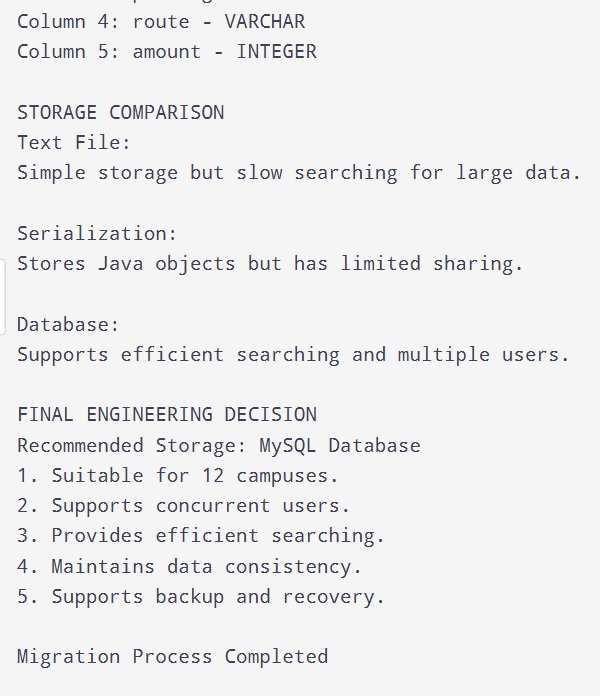 Column 4: route - VARCHAR
Column 5: amount - INTEGER
STORAGE COMPARISON
Text File:
Simple storage but slow searching for large data.
Serialization:
Stores Java objects but has limited sharing.
Database:
Supports efficient searching and multiple users.
FINAL ENGINEERING DECISION
Recommended Storage: MySQL Database
1. Suitable for 12 campuses.
2. Supports concurrent users.
3. Provides efficient searching.
4. Maintains data consistency.
5. Supports backup and recovery.
Migration Process Completed